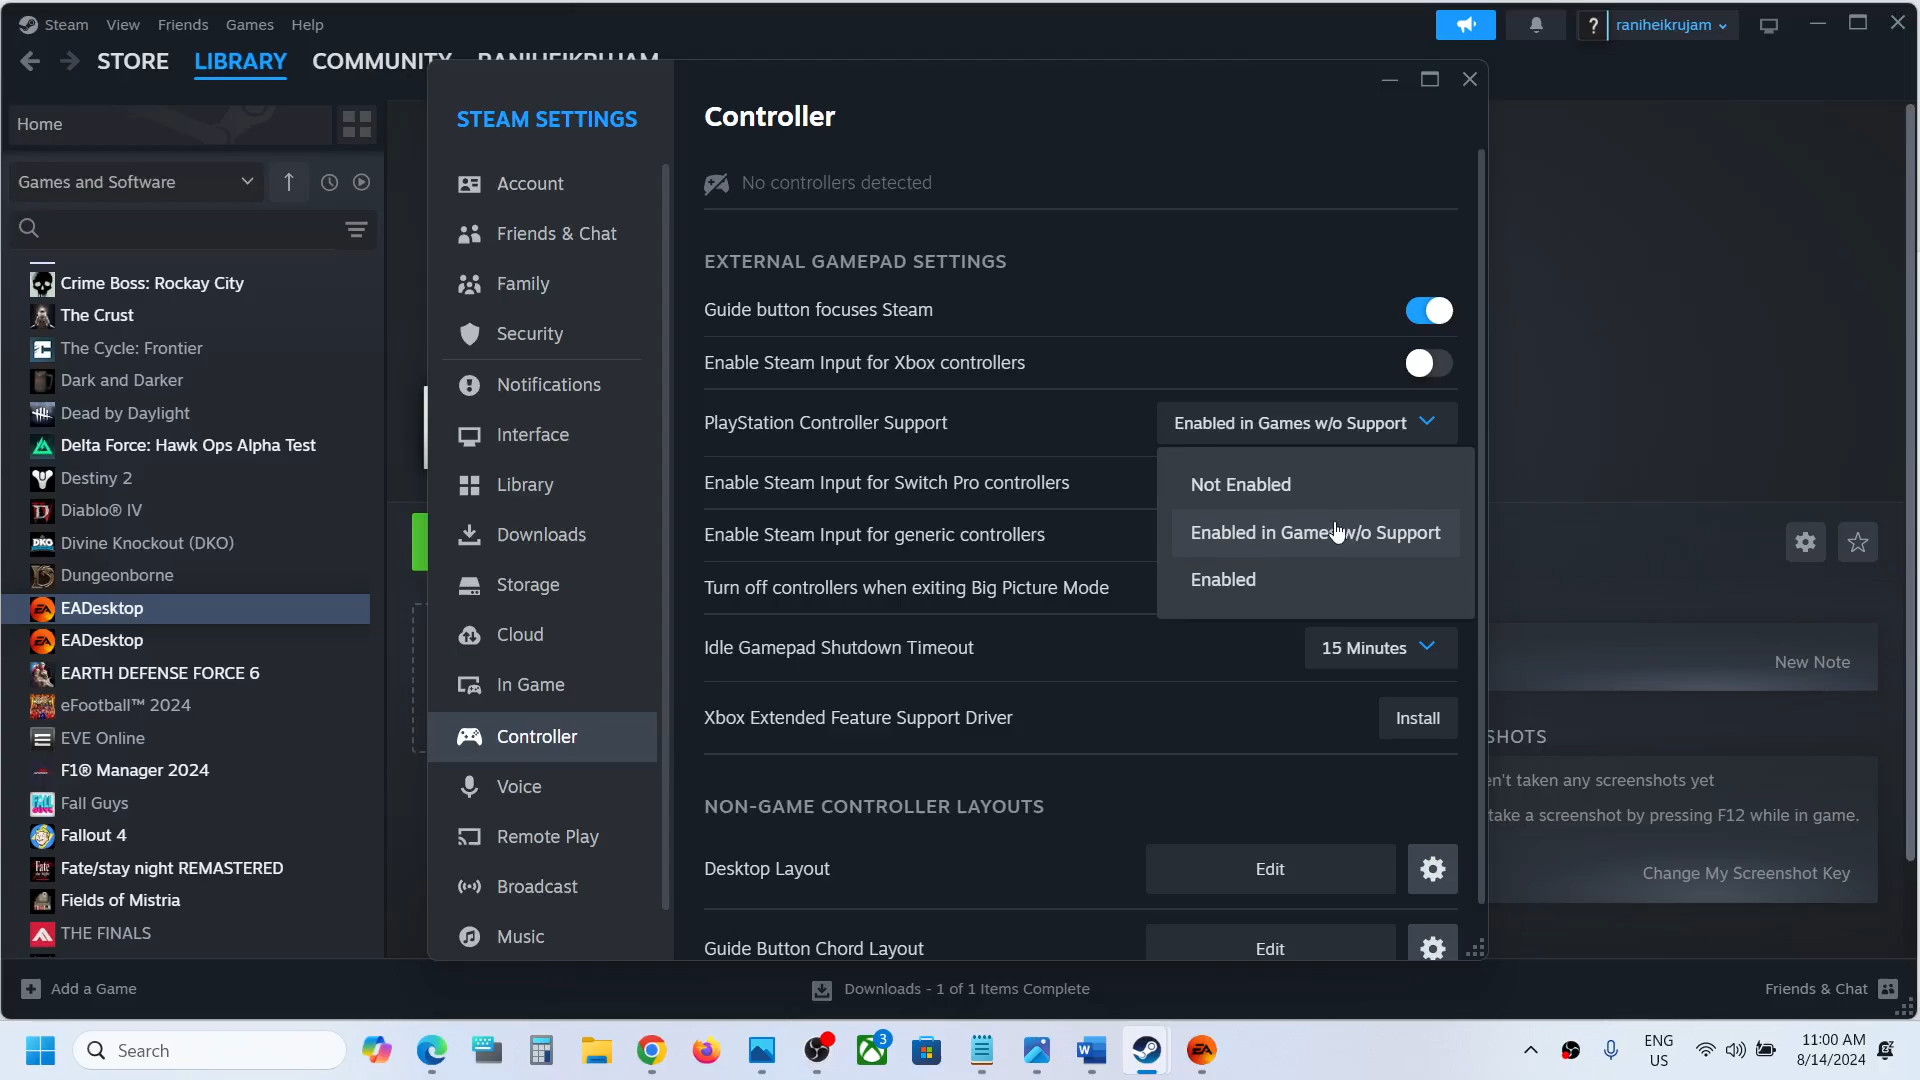 Steam View Friends Games Help
? raniheikrujam
STORE LIBRARY COMMUNITY RANIHEIKRUJAM
Home
Games and Software
Crime Boss: Rockay City
The Crust
The Cycle: Frontier
Dark and Darker
Dead by Daylight
Delta Force: Hawk Ops Alpha Test
Destiny 2
Diablo® IV
Divine Knockout (DKO)
Dungeonborne
EADesktop
EADesktop
EARTH DEFENSE FORCE 6
eFootball™ 2024
EVE Online
F1® Manager 2024
Fall Guys
Fallout 4
Fate/stay night REMASTERED
Fields of Mistria
THE FINALS
STEAM SETTINGS
Account
Friends & Chat
Family
Security
Notifications
Interface
Library
Downloads
Storage
Cloud
In Game
Controller
Voice
Remote Play
Broadcast
Music
Controller
No controllers detected
EXTERNAL GAMEPAD SETTINGS
Guide button focuses Steam
Enable Steam Input for Xbox controllers
PlayStation Controller Support Enabled in Games w/o Support
Enable Steam Input for Switch Pro controllers
Enable Steam Input for generic controllers
Turn off controllers when exiting Big Picture Mode
Not Enabled
Enabled in Games w/o Support
Enabled
Idle Gamepad Shutdown Timeout 15 Minutes
Xbox Extended Feature Support Driver Install
NON-GAME CONTROLLER LAYOUTS
Desktop Layout Edit
Guide Button Chord Layout Edit
New Note
SHOTS
en't taken any screenshots yet
take a screenshot by pressing F12 while in game.
Change My Screenshot Key
Add a Game
Downloads - 1 of 1 Items Complete
Friends & Chat
Search
3
ENG
US
11:00 AM
8/14/2024